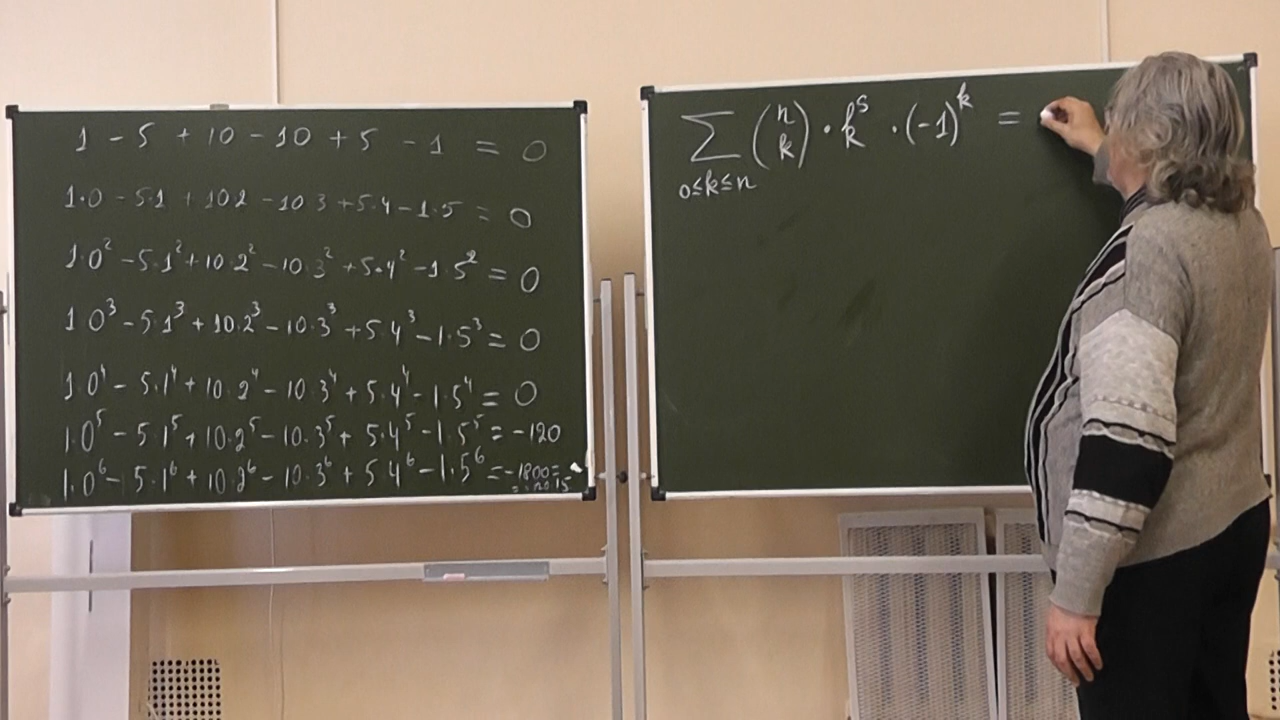 1 - 5 + 10 - 10 + 5 - 1 = 0
1·0 - 5·1 + 10·2 - 10·3 + 5·4 - 1·5 = 0
1·0² - 5·1² + 10·2² - 10·3² + 5·4² - 1·5² = 0
1·0³ - 5·1³ + 10·2³ - 10·3³ + 5·4³ - 1·5³ = 0
1·0⁴ - 5·1⁴ + 10·2⁴ - 10·3⁴ + 5·4⁴ - 1·5⁴ = 0
1·0⁵ - 5·1⁵ + 10·2⁵ - 10·3⁵ + 5·4⁵ - 1·5⁵ = -120
1·0⁶ - 5·1⁶ + 10·2⁶ - 10·3⁶ + 5·4⁶ - 1·5⁶ = -1800 =
= -120·15
∑ (n k) · kˢ · (-1)ᵏ =
0≤k≤n